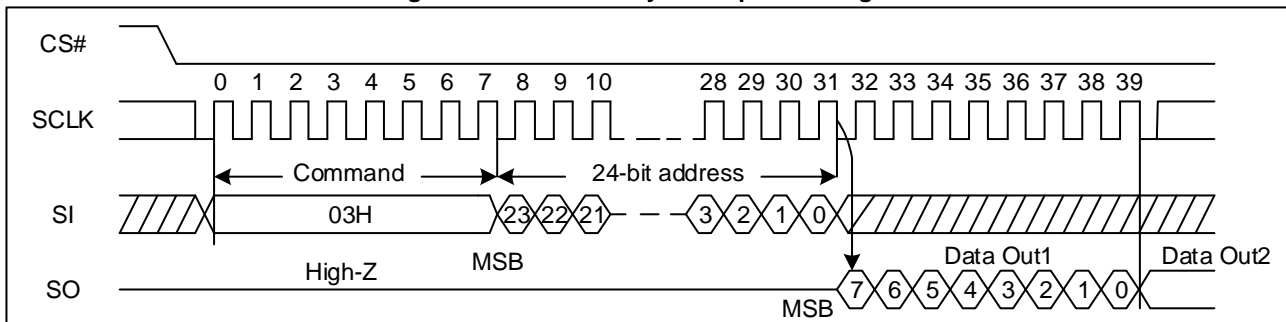 CS#
0 1 2 3 4 5 6 7 8 9 10 28 29 30 31 32 33 34 35 36 37 38 39
SCLK
Command 24-bit address
SI 03H 23 22 21 3 2 1 0
High-Z MSB Data Out1 Data Out2
SO MSB 7 6 5 4 3 2 1 0